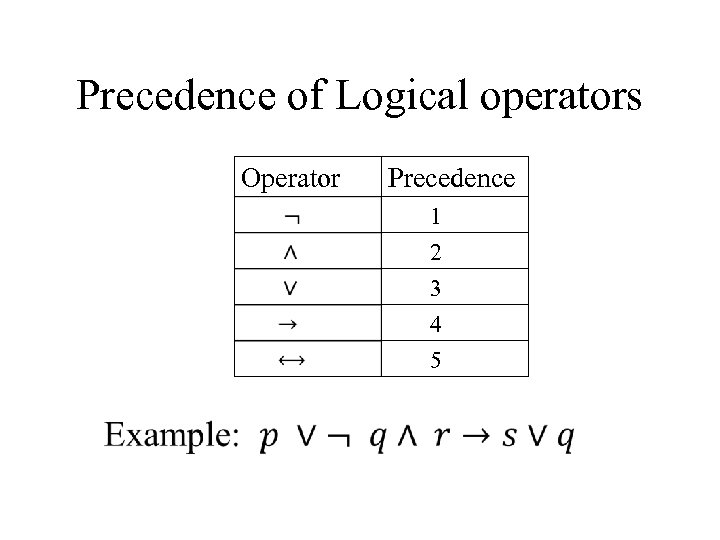 Precedence of Logical operators
Operator Precedence
¬ 1
∧ 2
∨ 3
→ 4
↔ 5
Example: p ∨ ¬ q ∧ r → s ∨ q